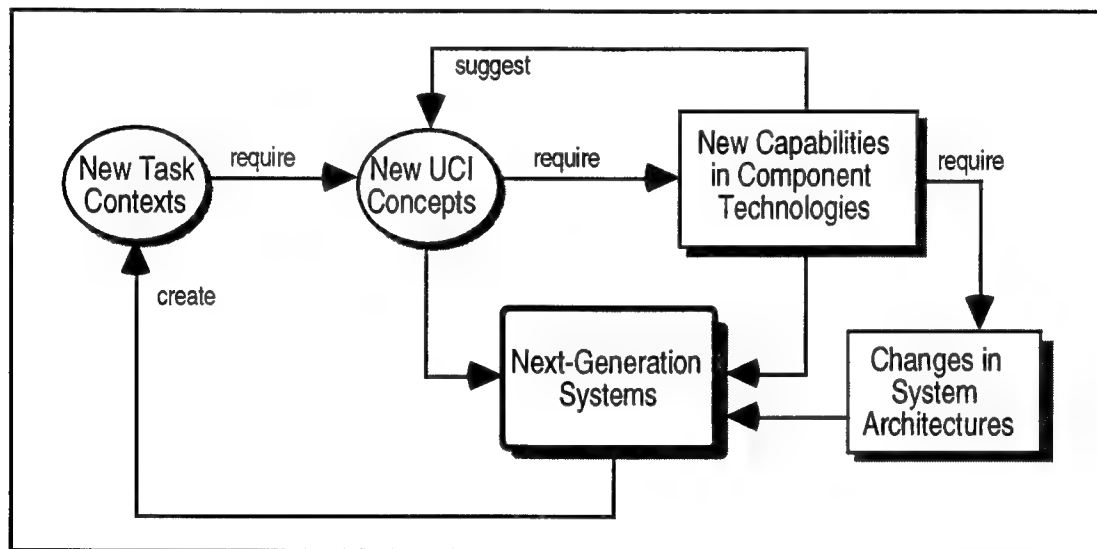 suggest
New Task
Contexts
require
New UCI
Concepts
require
New Capabilities
in Component
Technologies
require
create
Next-Generation
Systems
Changes in
System
Architectures